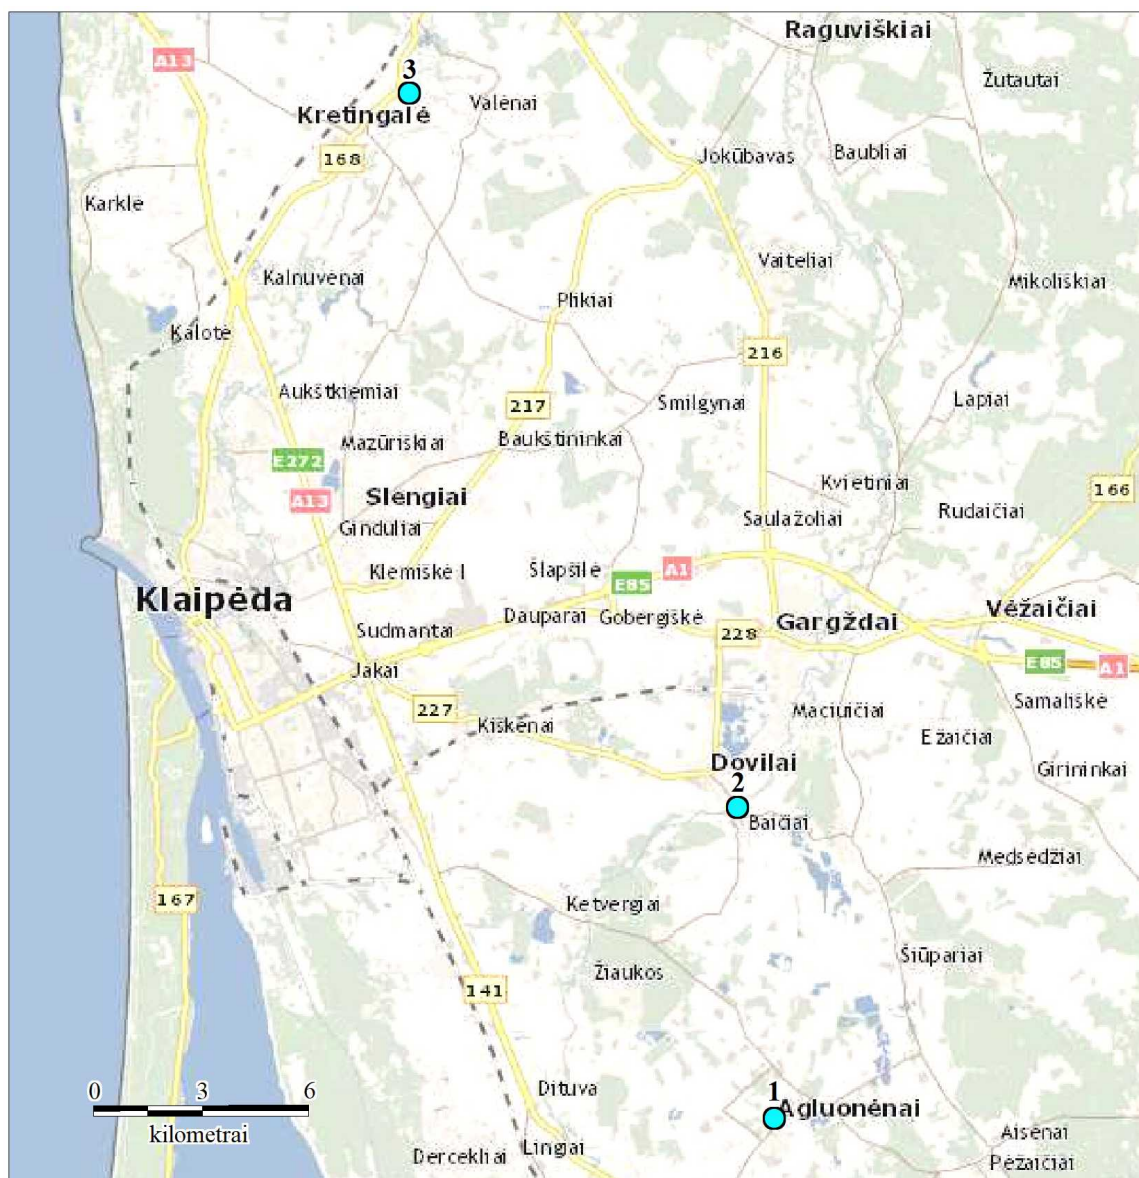 Raguviškiai
A13
3
Žutautai
Valėnai
Kretingalė
168
Jokūbavas
Baubliai
Karklė
Vaiteliai
Kalnuvėnai
Mikoliškiai
Plikiai
Kalotė
216
Aukštkiemiai
217
Smilgynai
Lapiai
Mazūriškiai
Baukštininkai
E272
A13
Slengiai
Kvietiniai
166
Ginduliai
Saulažoliai
Rudaičiai
Klemiškė I
Šlapšilė
A1
E85
Klaipėda
Dauparai
Gobergiškė
Vėžaičiai
Sudmantai
228
Gargždai
Jakai
E85
A1
227
Kiškėnai
Maciuičiai
Samališkė
Ežaičiai
Dovilai
Girininkai
2
Baičiai
Medsedžiai
167
Ketvergiai
Šiūpariai
Žiaukos
141
0 3 6
kilometrai
Dituva
1
Agluonėnai
Lingiai
Aisėnai
Dercekliai
Pėžaičiai